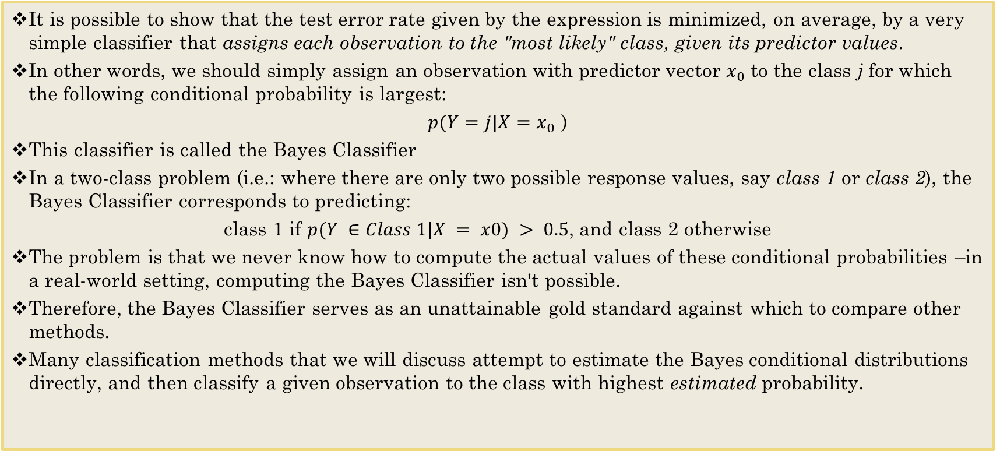 ❖It is possible to show that the test error rate given by the expression is minimized, on average, by a very
simple classifier that assigns each observation to the "most likely" class, given its predictor values.
❖In other words, we should simply assign an observation with predictor vector x₀ to the class j for which
the following conditional probability is largest:
p(Y = j|X = x₀ )
❖This classifier is called the Bayes Classifier
❖In a two-class problem (i.e.: where there are only two possible response values, say class 1 or class 2), the
Bayes Classifier corresponds to predicting:
class 1 if p(Y ∈ Class 1|X = x0) > 0.5, and class 2 otherwise
❖The problem is that we never know how to compute the actual values of these conditional probabilities –in
a real-world setting, computing the Bayes Classifier isn't possible.
❖Therefore, the Bayes Classifier serves as an unattainable gold standard against which to compare other
methods.
❖Many classification methods that we will discuss attempt to estimate the Bayes conditional distributions
directly, and then classify a given observation to the class with highest estimated probability.